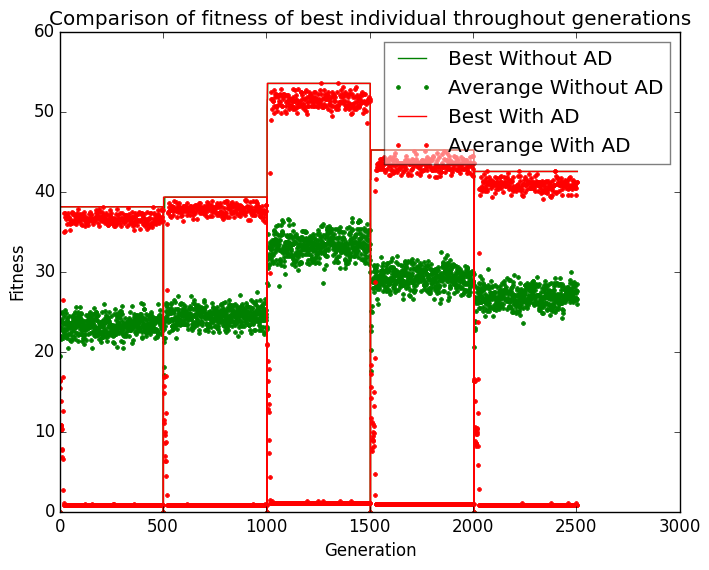 Comparison of fitness of best individual throughout generations
60
50
40
30
20
10
0
Fitness
Best Without AD
Averange Without AD
Best With AD
Averange With AD
0 500 1000 1500 2000 2500 3000
Generation